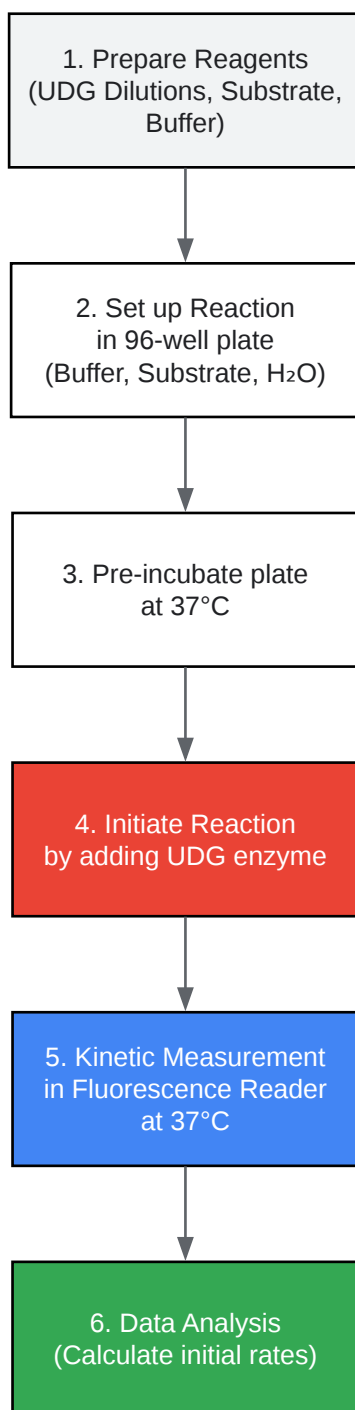 1. Prepare Reagents
(UDG Dilutions, Substrate,
Buffer)
2. Set up Reaction
in 96-well plate
(Buffer, Substrate, H₂O)
3. Pre-incubate plate
at 37°C
4. Initiate Reaction
by adding UDG enzyme
5. Kinetic Measurement
in Fluorescence Reader
at 37°C
6. Data Analysis
(Calculate initial rates)